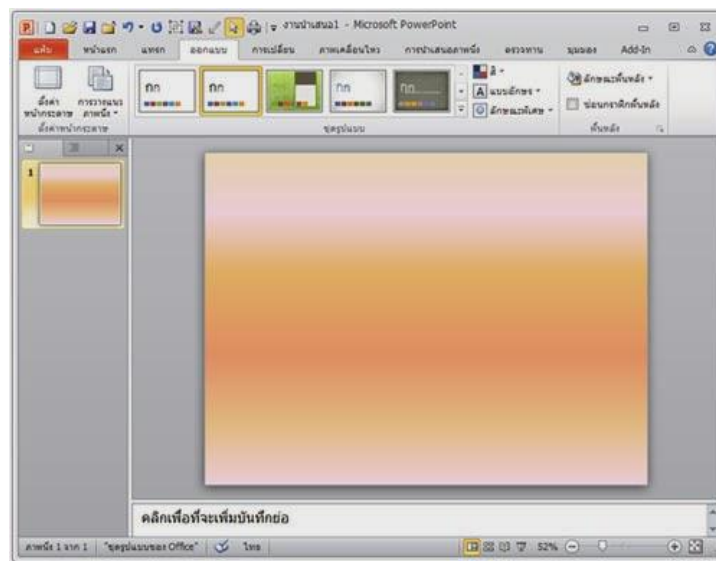 งานนำเสนอ1 - Microsoft PowerPoint
แฟ้ม หน้าแรก แทรก ออกแบบ การเปลี่ยน ภาพเคลื่อนไหว การนำเสนอภาพนิ่ง ตรวจทาน มุมมอง Add-In
ตั้งค่าหน้ากระดาษ การวางแนวภาพนิ่ง
กก กก กก
สี
แบบอักษร
ลักษณะพิเศษ
ลักษณะพื้นหลัง
ซ่อนกราฟิกพื้นหลัง
ตั้งค่าหน้ากระดาษ ชุดรูปแบบ พื้นหลัง
1
คลิกเพื่อที่จะเพิ่มบันทึกย่อ
ภาพนิ่ง 1 จาก 1 "ชุดรูปแบบของ Office" ไทย 52%